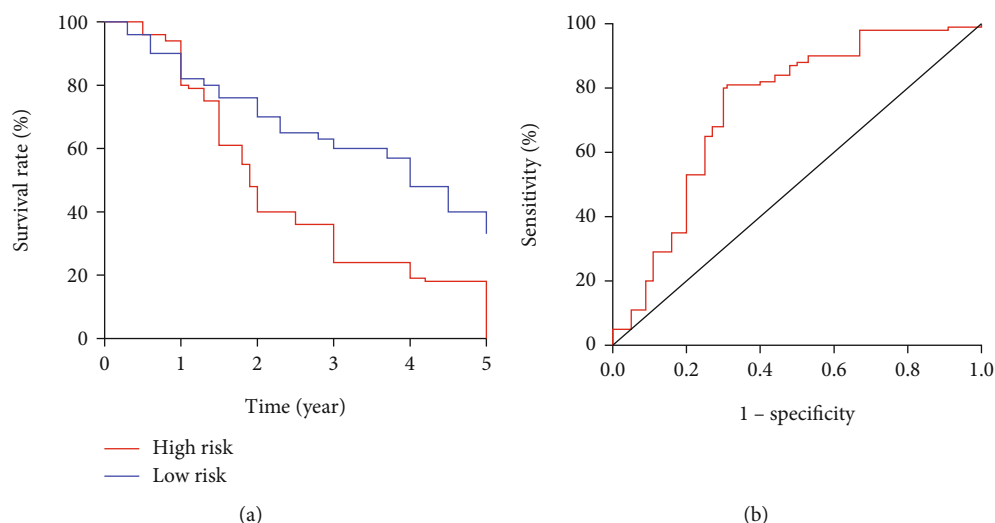 100
80
60
40
20
0
Survival rate (%)
0 1 2 3 4 5
Time (year)
High risk
Low risk
(a)
100
80
60
40
20
0
Sensitivity (%)
0.0 0.2 0.4 0.6 0.8 1.0
1 – specificity
(b)